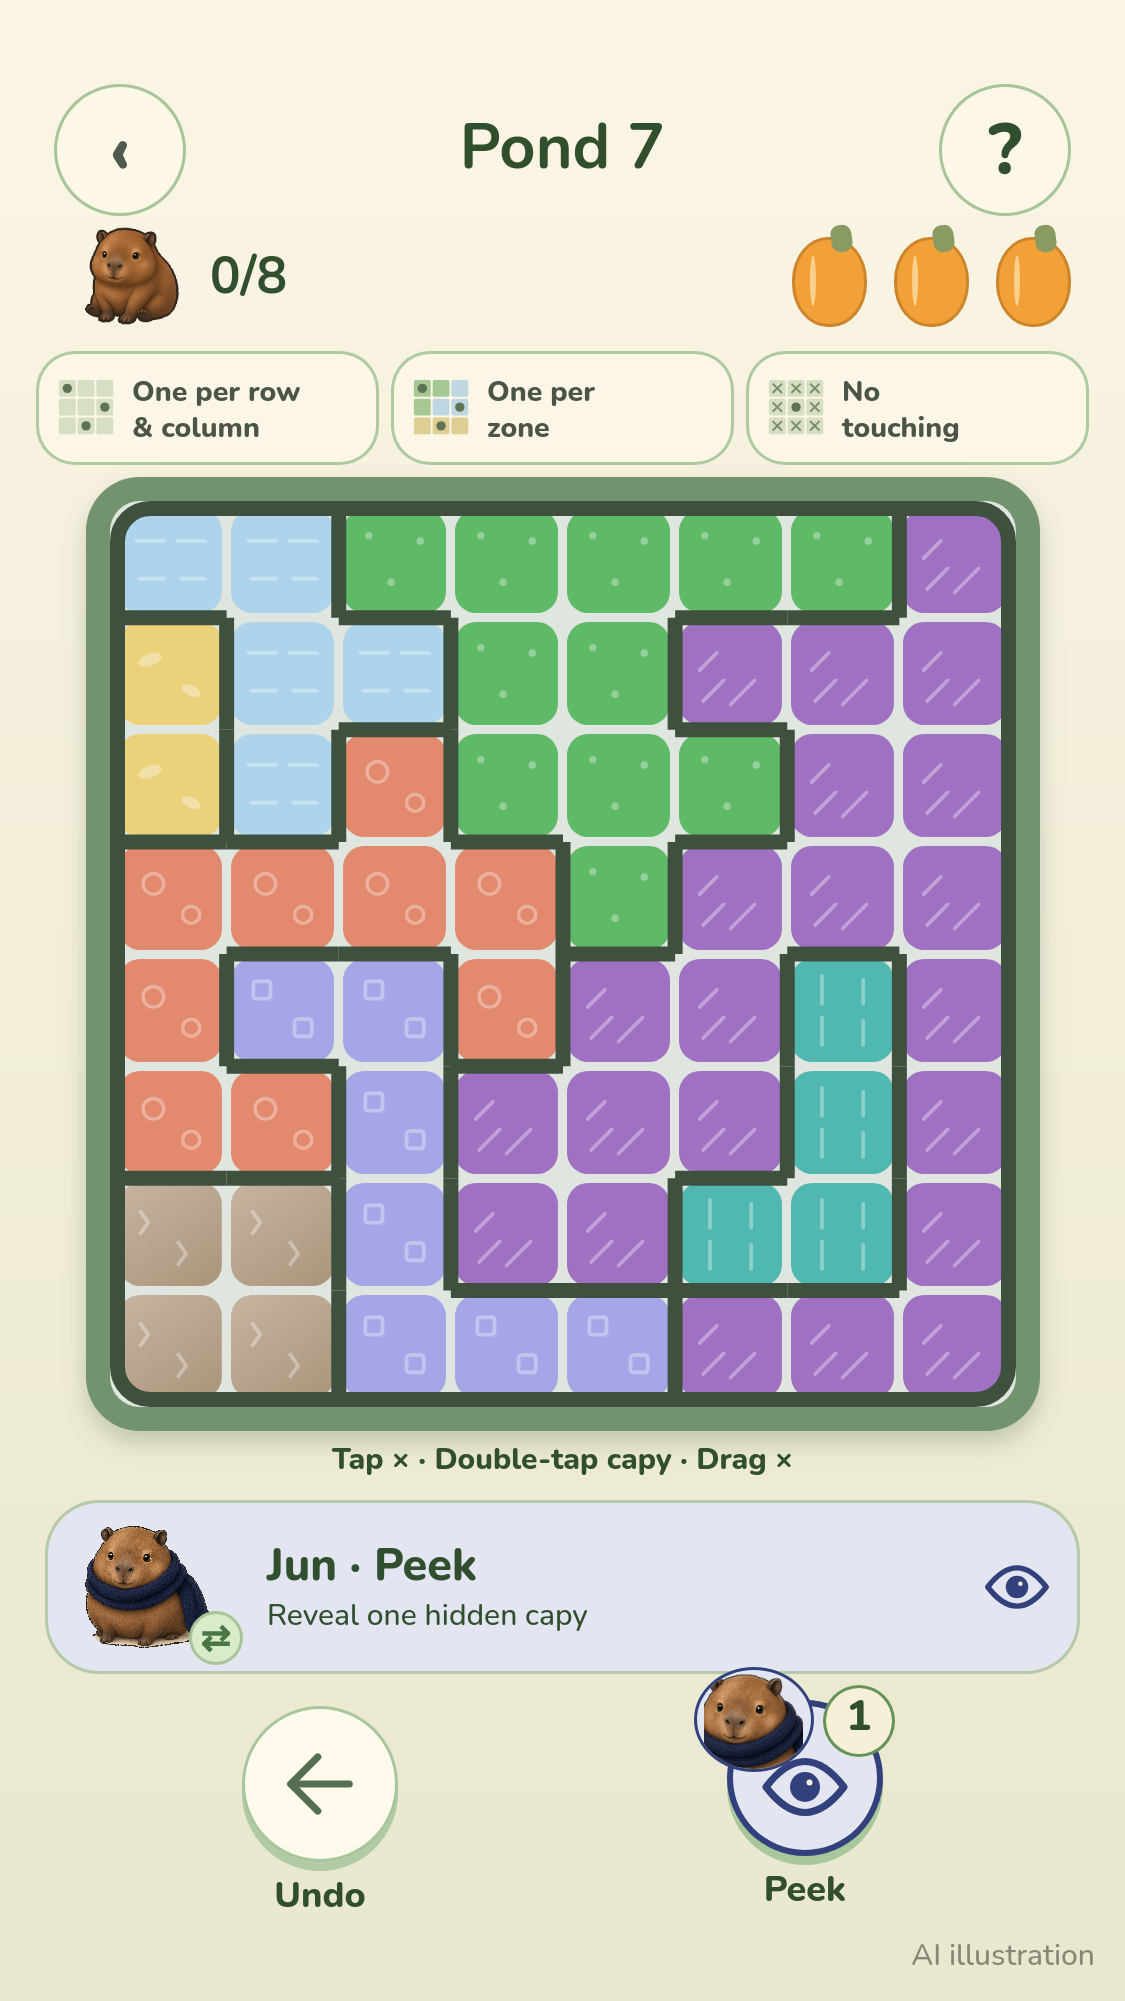 ‹
Pond 7
?
0/8
One per row
& column
One per
zone
No
touching
Tap × · Double-tap capy · Drag ×
Jun · Peek
Reveal one hidden capy
1
Undo
Peek
AI illustration